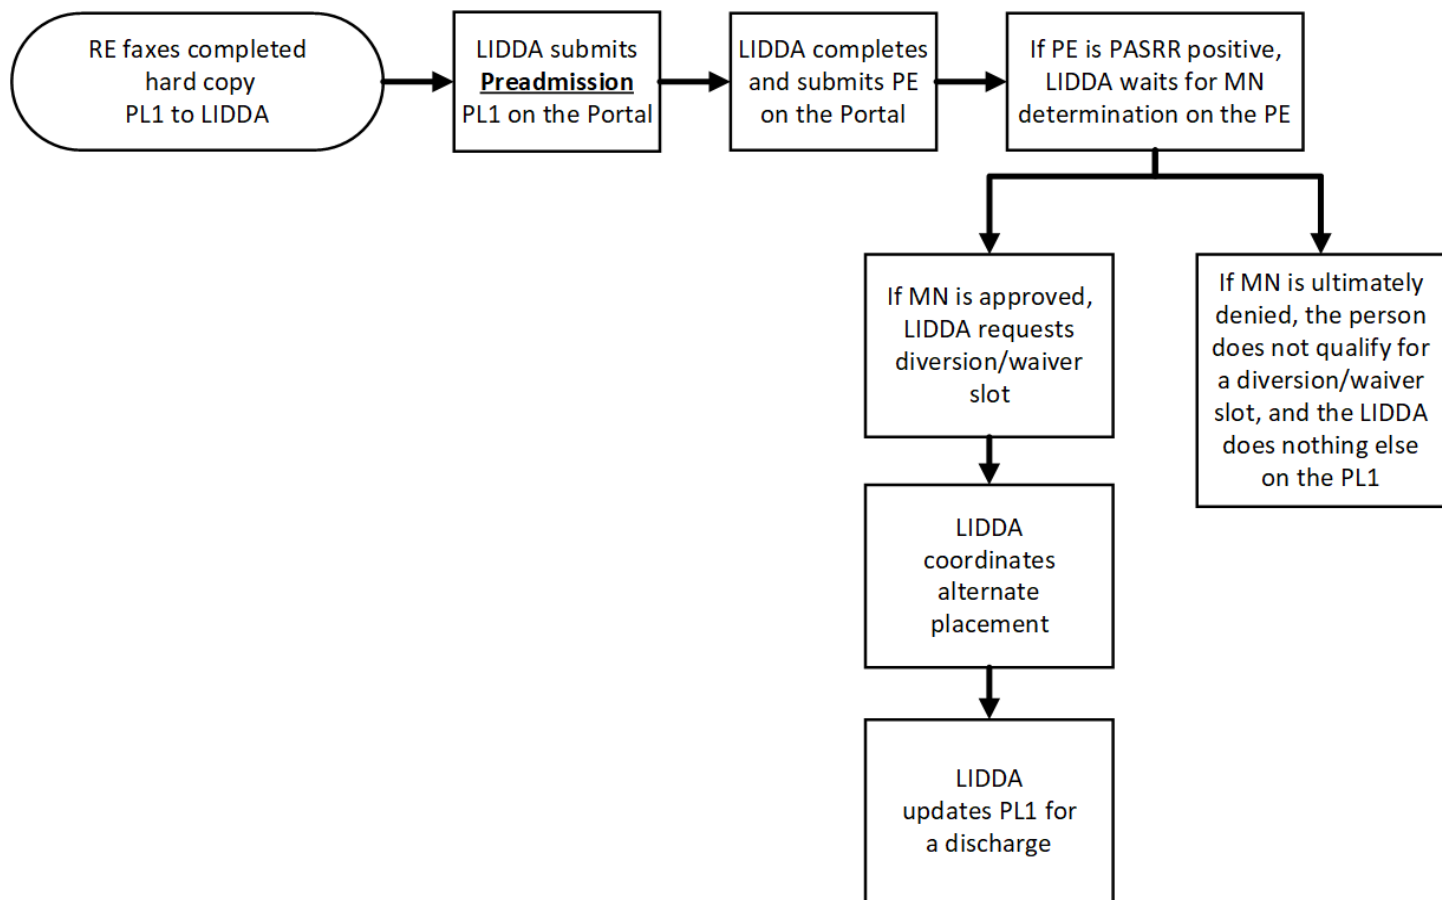 RE faxes completed
hard copy
PL1 to LIDDA
LIDDA submits
Preadmission
PL1 on the Portal
LIDDA completes
and submits PE
on the Portal
If PE is PASRR positive,
LIDDA waits for MN
determination on the PE
If MN is approved,
LIDDA requests
diversion/waiver
slot
If MN is ultimately
denied, the person
does not qualify for
a diversion/waiver
slot, and the LIDDA
does nothing else
on the PL1
LIDDA
coordinates
alternate
placement
LIDDA
updates PL1 for
a discharge